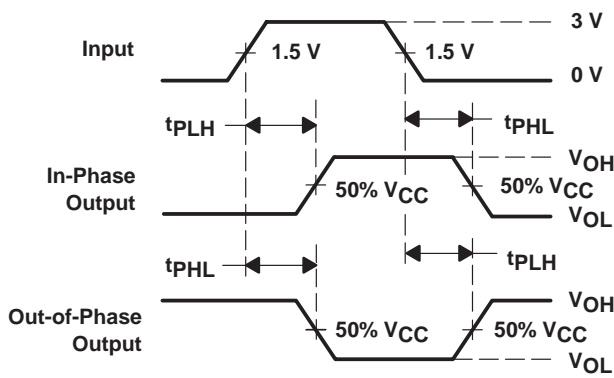 3 V
Input
1.5 V
1.5 V
0 V
tPLH
tPHL
VOH
In-Phase
Output
50% VCC
50% VCC
VOL
tPHL
tPLH
VOH
Out-of-Phase
Output
50% VCC
50% VCC
VOL